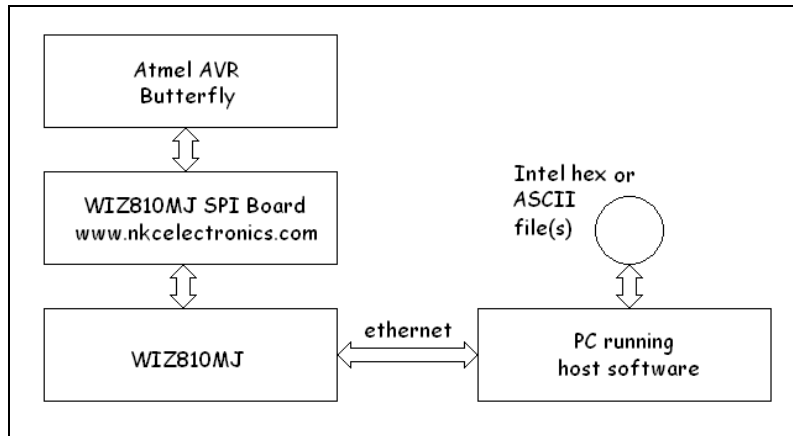 Atmel AVR
Butterfly
WIZ810MJ SPI Board
www.nkcelectronics.com
WIZ810MJ
ethernet
Intel hex or
ASCII
file(s)
PC running
host software